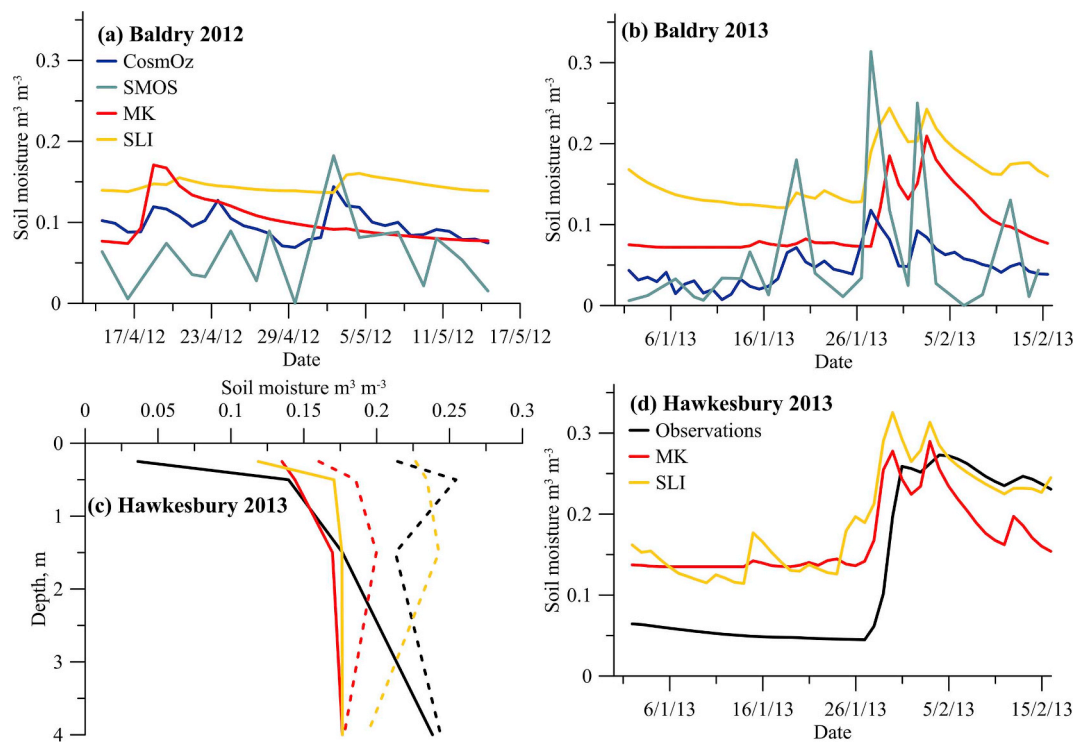 (a) Baldry 2012
CosmOz
SMOS
MK
SLI
Soil moisture m³ m⁻³
0.3
0.2
0.1
0
17/4/12 23/4/12 29/4/12 5/5/12 11/5/12 17/5/12
Date
(b) Baldry 2013
Soil moisture m³ m⁻³
0.3
0.2
0.1
0
6/1/13 16/1/13 26/1/13 5/2/13 15/2/13
Date
Soil moisture m³ m⁻³
0 0.05 0.1 0.15 0.2 0.25 0.3
(c) Hawkesbury 2013
Depth, m
0
1
2
3
4
(d) Hawkesbury 2013
Observations
MK
SLI
Soil moisture m³ m⁻³
0.3
0.2
0.1
0
6/1/13 16/1/13 26/1/13 5/2/13 15/2/13
Date